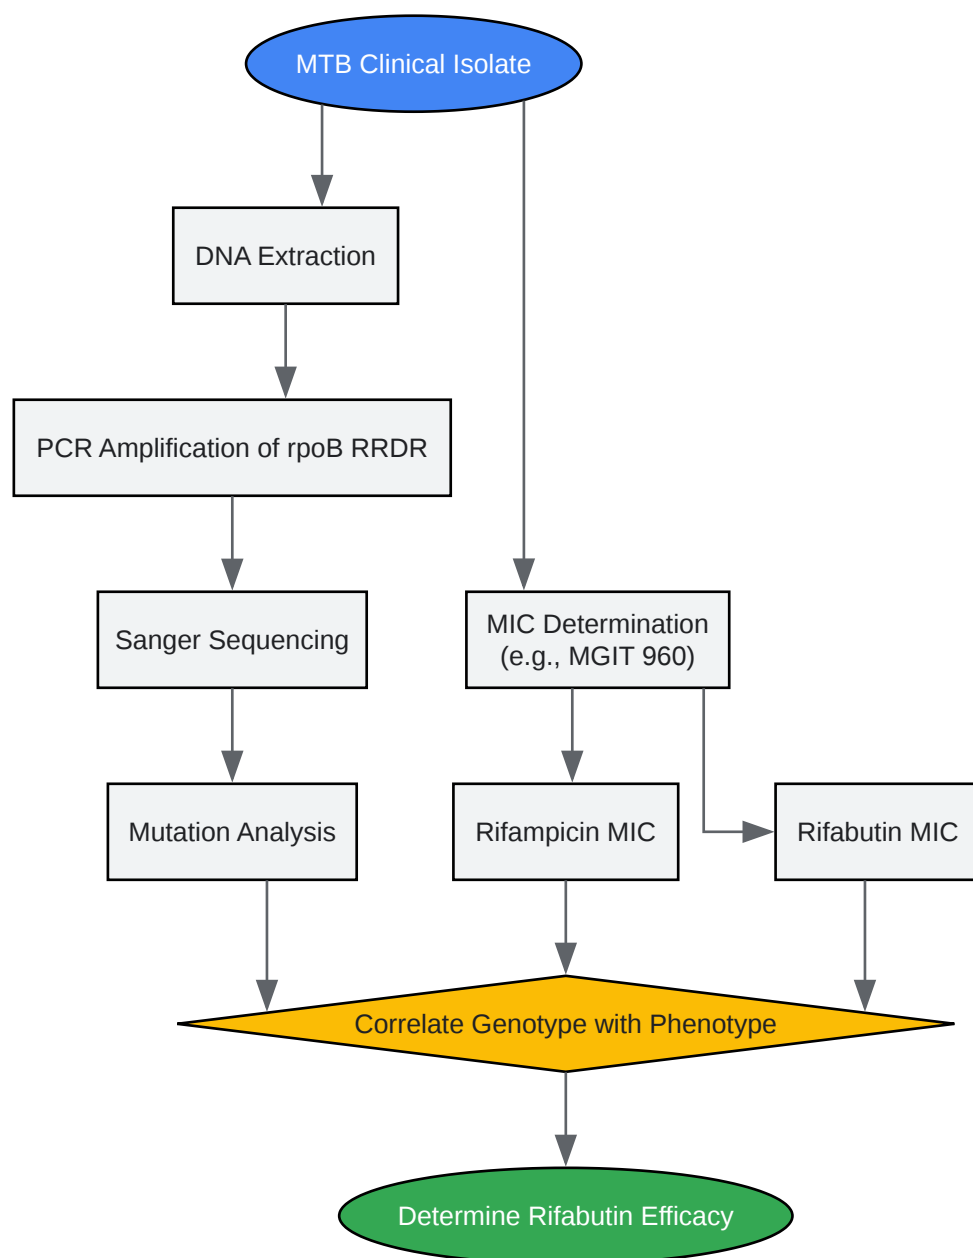 MTB Clinical Isolate
DNA Extraction
PCR Amplification of rpoB RRDR
Sanger Sequencing
MIC Determination
(e.g., MGIT 960)
Mutation Analysis
Rifampicin MIC
Rifabutin MIC
Correlate Genotype with Phenotype
Determine Rifabutin Efficacy